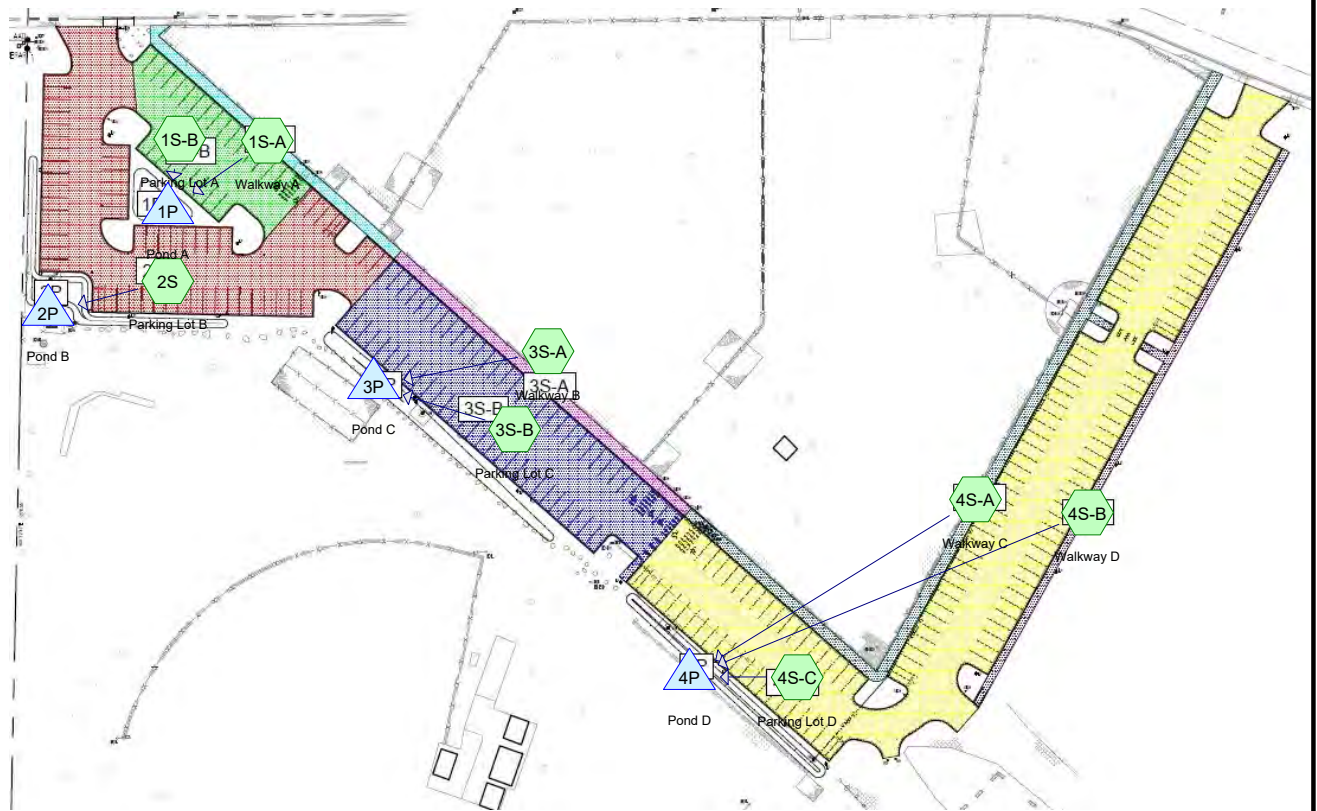 1S-B
1S-A
B
Parking Lot A
Walkway A
1P
Pond A
2S
2P
Parking Lot B
Pond B
3S-A
3S-A
Walkway B
3P
3S-B
3S-B
Pond C
Parking Lot C
4S-A
4S-B
Walkway C
Walkway D
4P
4S-C
Pond D
Parking Lot D